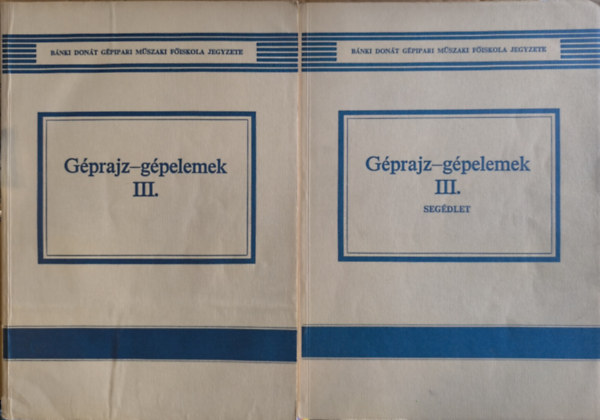 BÁNKI DONÁT GÉPIPARI MŰSZAKI FŐISKOLA JEGYZETE
Géprajz–gépelemek
III.
BÁNKI DONÁT GÉPIPARI MŰSZAKI FŐISKOLA JEGYZETE
Géprajz–gépelemek
III.
SEGÉDLET